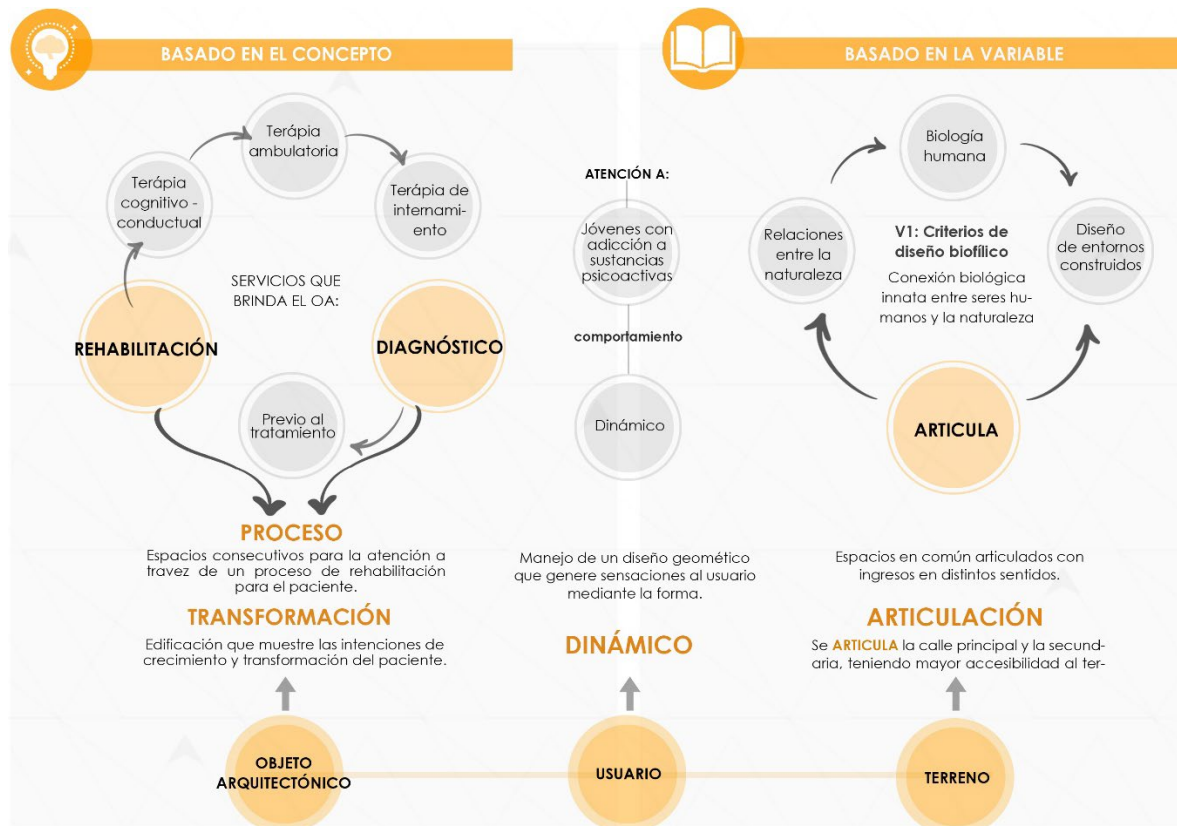 BASADO EN EL CONCEPTO
Terápia
ambulatoria
Terápia
cognitivo -
conductual
Terápia de
internami-
ento
SERVICIOS QUE
BRINDA EL OA:
REHABILITACIÓN
DIAGNÓSTICO
Previo al
tratamiento
PROCESO
Espacios consecutivos para la atención a
travez de un proceso de rehabilitación
para el paciente.
TRANSFORMACIÓN
Edificación que muestre las intenciones de
crecimiento y transformación del paciente.
OBJETO
ARQUITECTÓNICO
ATENCIÓN A:
Jóvenes con
adicción a
sustancias
psicoactivas
comportamiento
Dinámico
Manejo de un diseño geométrico
que genere sensaciones al usuario
mediante la forma.
DINÁMICO
USUARIO
BASADO EN LA VARIABLE
Biología
humana
Relaciones
entre la
naturaleza
V1: Criterios de
diseño biofílico
Conexión biológica
innata entre seres hu-
manos y la naturaleza
Diseño
de entornos
construidos
ARTICULA
Espacios en común articulados con
ingresos en distintos sentidos.
ARTICULACIÓN
Se ARTICULA la calle principal y la secund-
aria, teniendo mayor accesibilidad al ter-
TERRENO